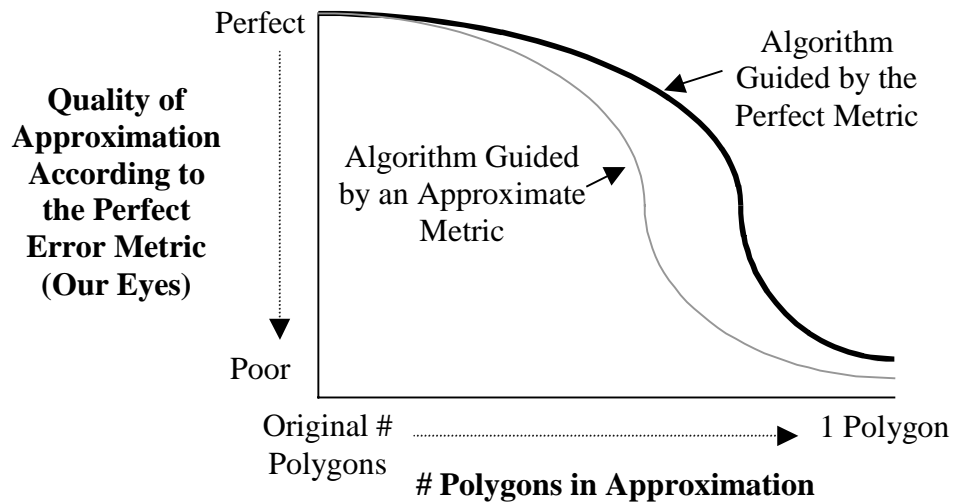 Perfect
Quality of
Approximation
According to
the Perfect
Error Metric
(Our Eyes)
Poor
Algorithm
Guided by the
Perfect Metric
Algorithm Guided
by an Approximate
Metric
Original #
Polygons
1 Polygon
# Polygons in Approximation